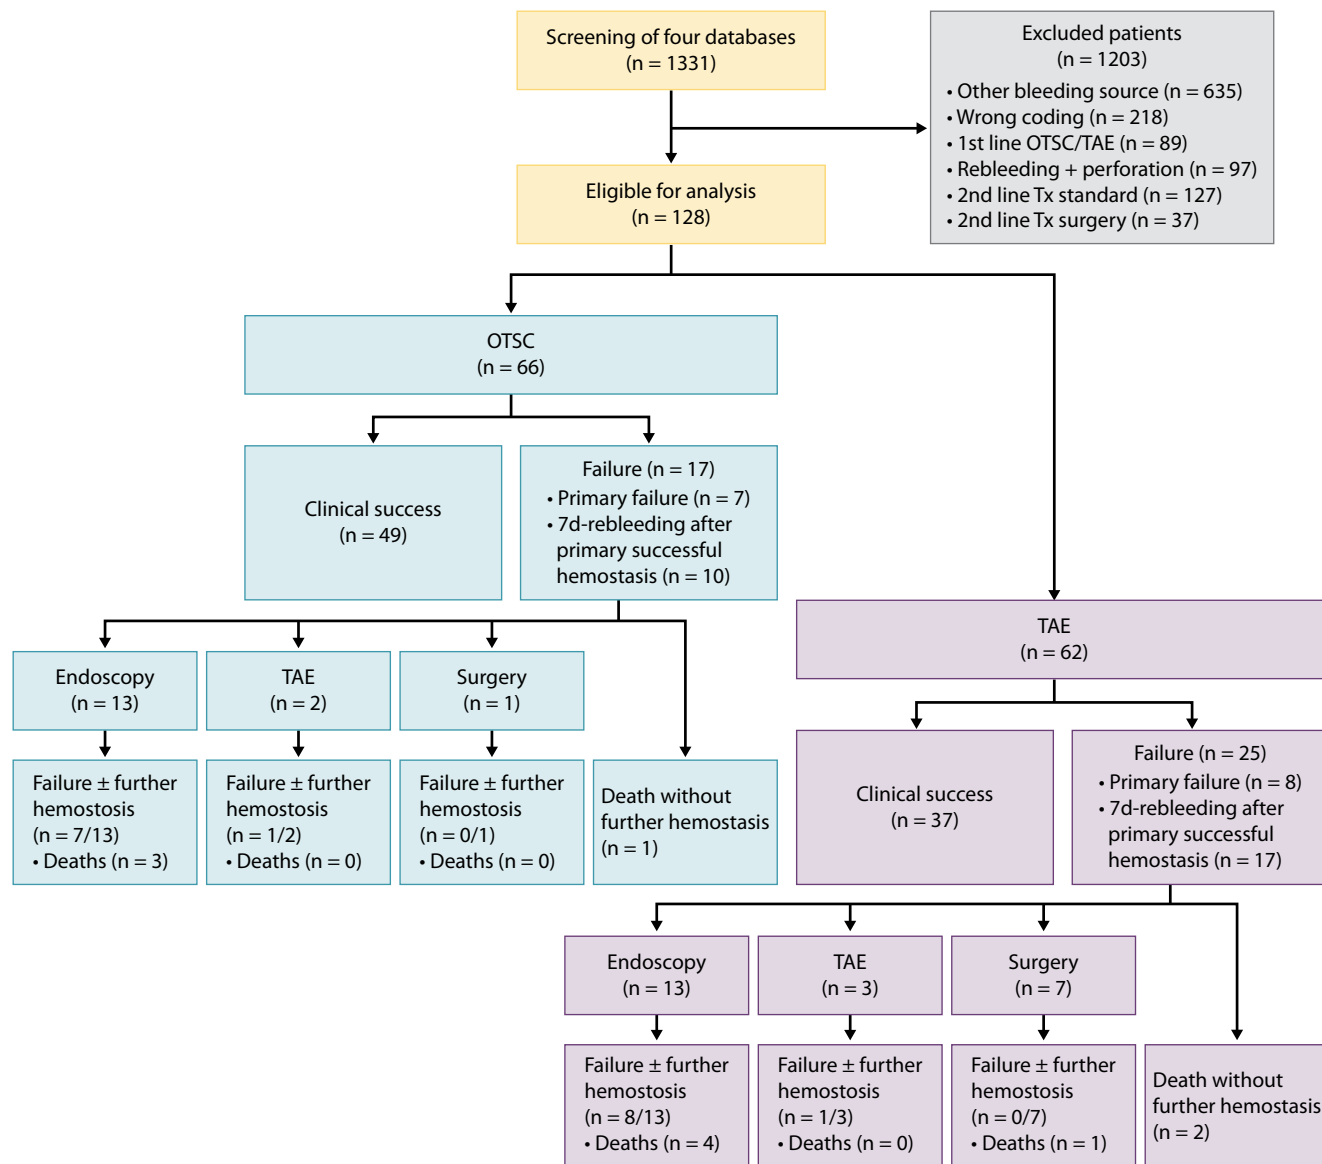 Screening of four databases
(n = 1331)
Excluded patients
(n = 1203)
• Other bleeding source (n = 635)
• Wrong coding (n = 218)
• 1st line OTSC/TAE (n = 89)
• Rebleeding + perforation (n = 97)
• 2nd line Tx standard (n = 127)
• 2nd line Tx surgery (n = 37)
Eligible for analysis
(n = 128)
OTSC
(n = 66)
Clinical success
(n = 49)
Failure (n = 17)
• Primary failure (n = 7)
• 7d-rebleeding after
primary successful
hemostasis (n = 10)
Endoscopy
(n = 13)
TAE
(n = 2)
Surgery
(n = 1)
Failure ± further
hemostosis
(n = 7/13)
• Deaths (n = 3)
Failure ± further
hemostosis
(n = 1/2)
• Deaths (n = 0)
Failure ± further
hemostosis
(n = 0/1)
• Deaths (n = 0)
Death without
further hemostasis
(n = 1)
TAE
(n = 62)
Clinical success
(n = 37)
Failure (n = 25)
• Primary failure (n = 8)
• 7d-rebleeding after
primary successful
hemostasis (n = 17)
Endoscopy
(n = 13)
TAE
(n = 3)
Surgery
(n = 7)
Failure ± further
hemostosis
(n = 8/13)
• Deaths (n = 4)
Failure ± further
hemostosis
(n = 1/3)
• Deaths (n = 0)
Failure ± further
hemostosis
(n = 0/7)
• Deaths (n = 1)
Death without
further hemostasis
(n = 2)